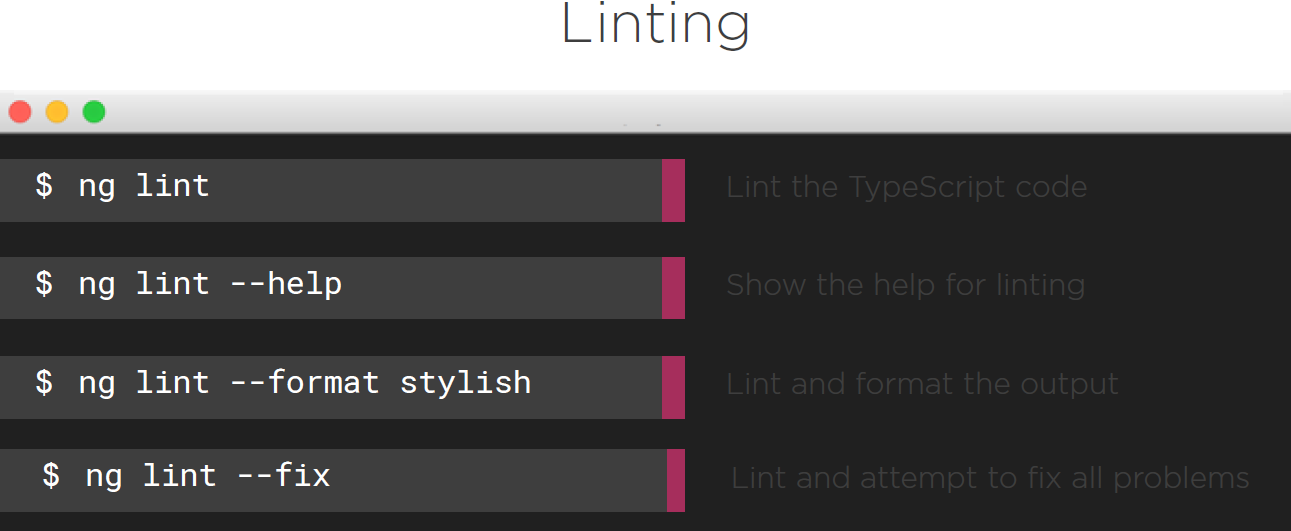 Linting
$ ng lint
Lint the TypeScript code
$ ng lint --help
Show the help for linting
$ ng lint --format stylish
Lint and format the output
$ ng lint --fix
Lint and attempt to fix all problems